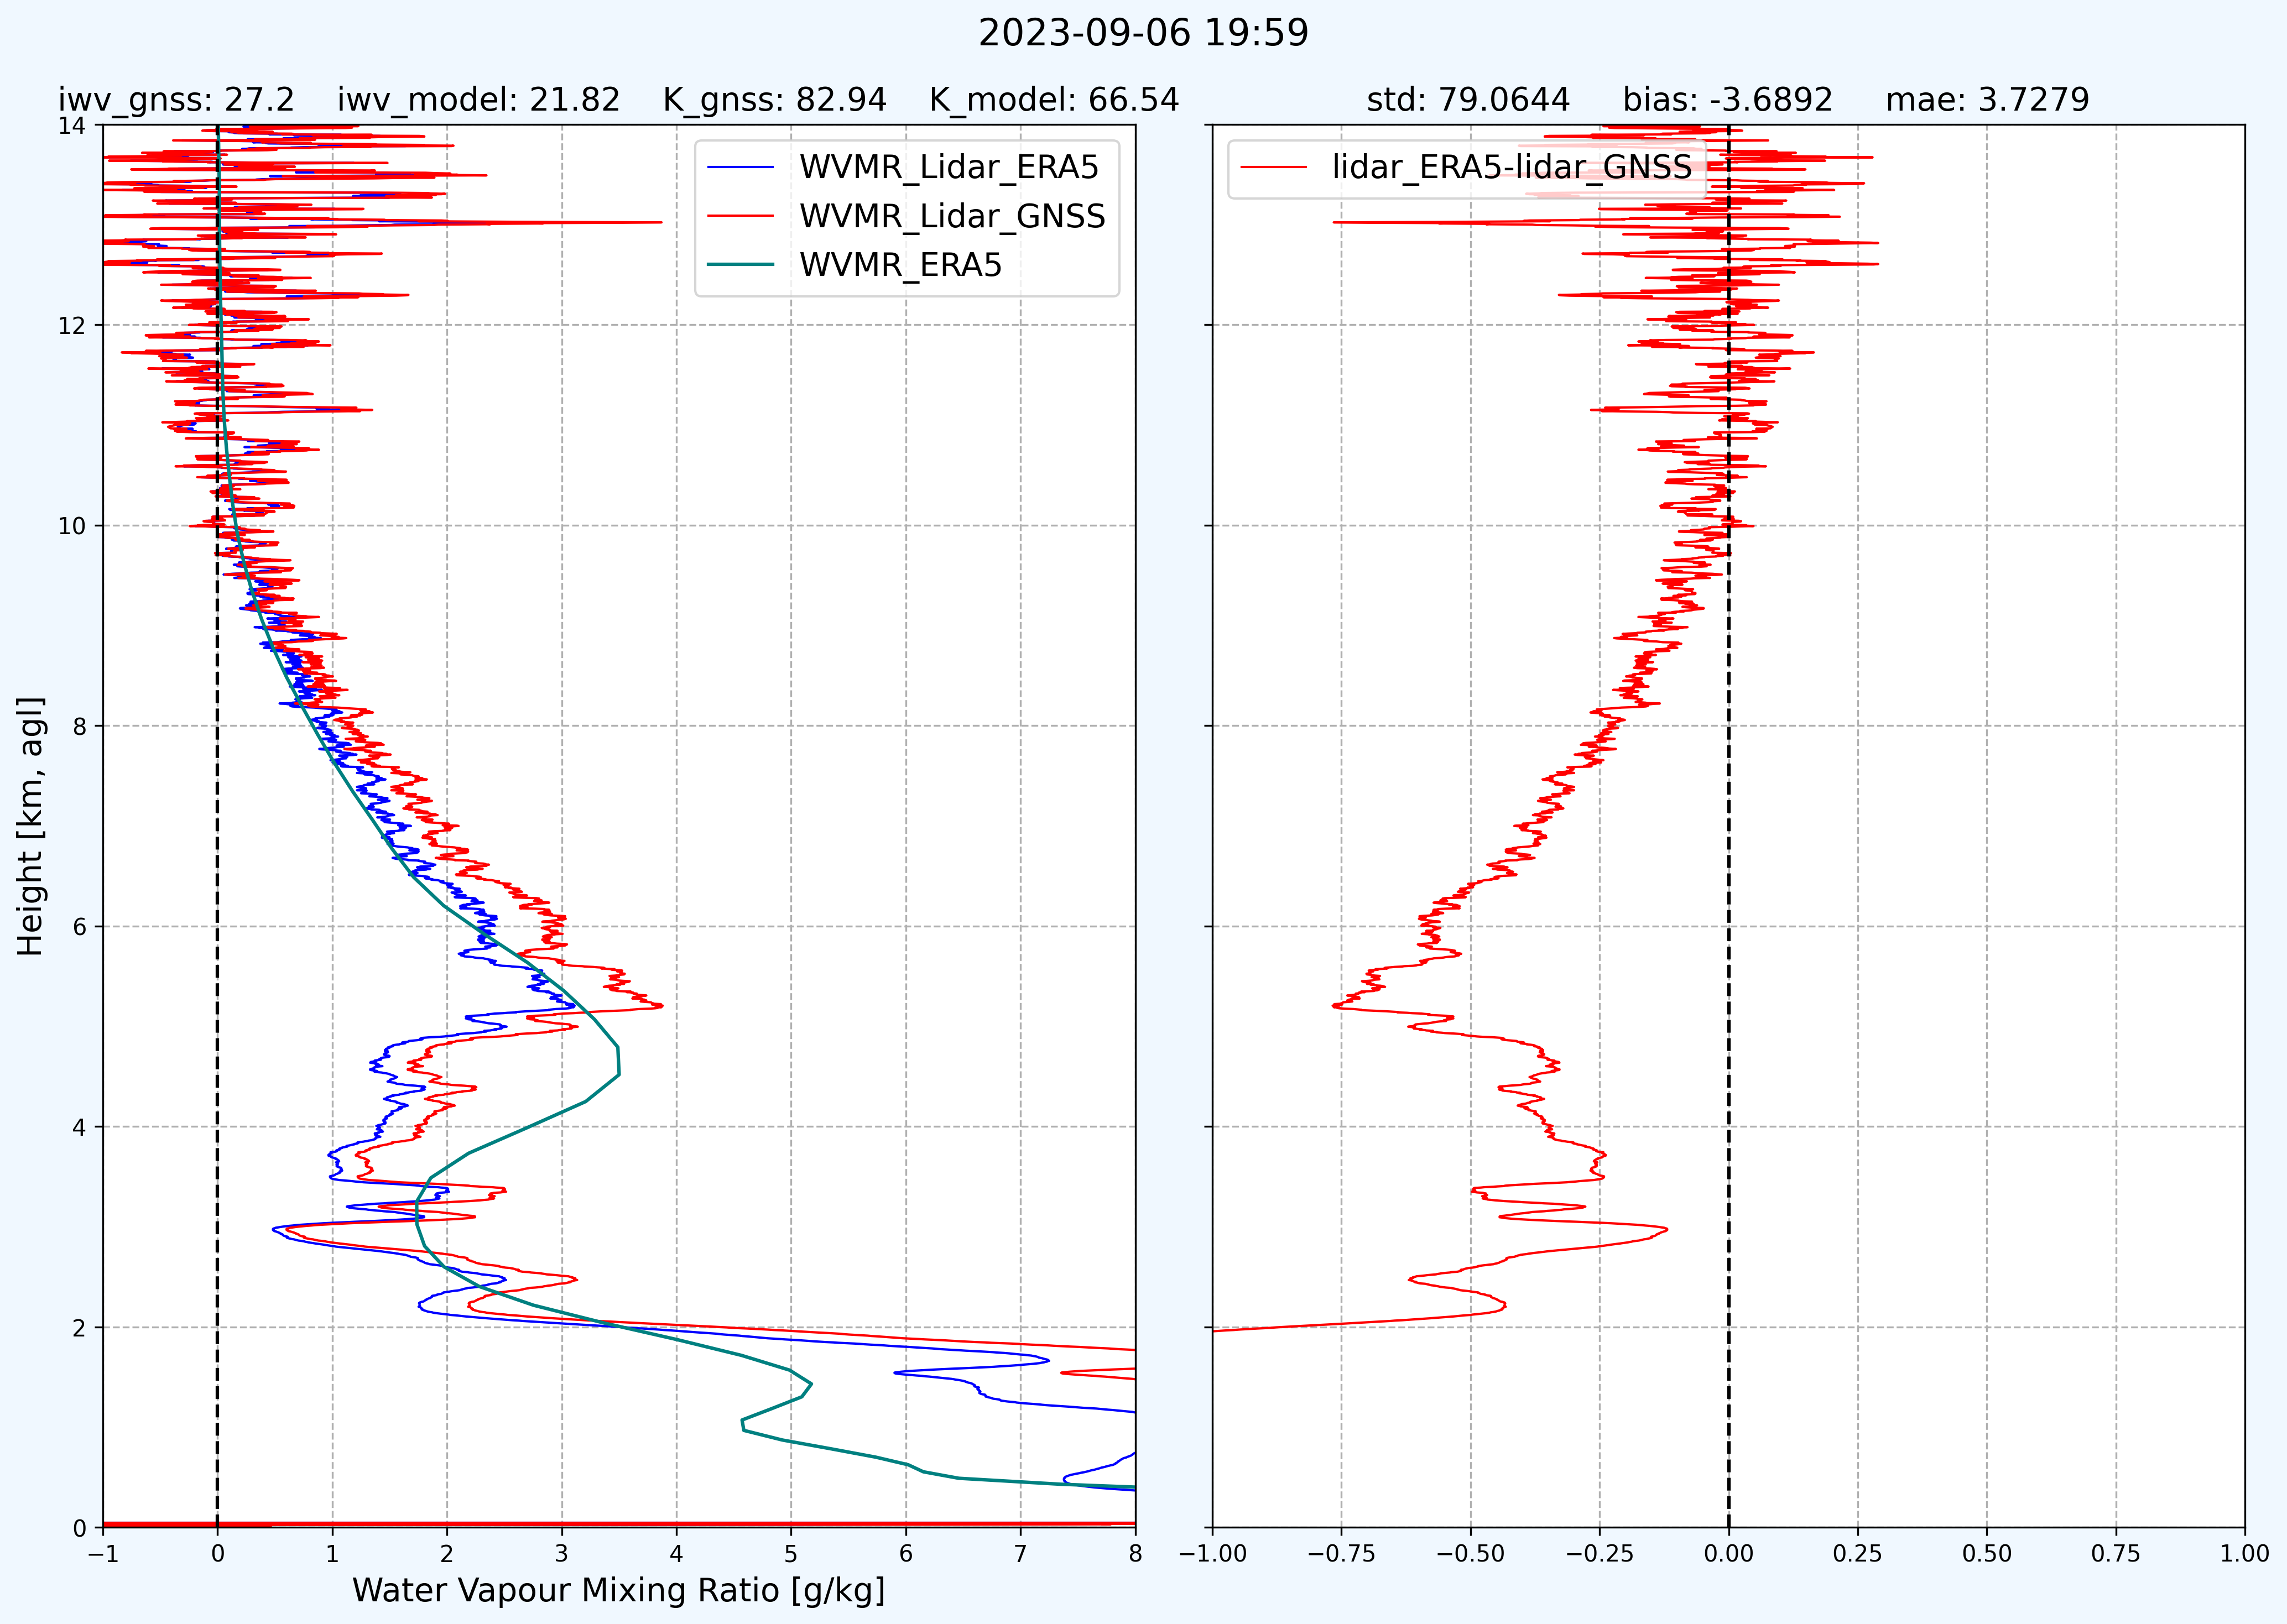 2023-09-06 19:59
iwv_gnss: 27.2 iwv_model: 21.82 K_gnss: 82.94 K_model: 66.54
std: 79.0644 bias: -3.6892 mae: 3.7279
WVMR_Lidar_ERA5
WVMR_Lidar_GNSS
WVMR_ERA5
lidar_ERA5-lidar_GNSS
Height [km, agl]
14
12
10
8
6
4
2
0
−1 0 1 2 3 4 5 6 7 8
Water Vapour Mixing Ratio [g/kg]
−1.00 −0.75 −0.50 −0.25 0.00 0.25 0.50 0.75 1.00